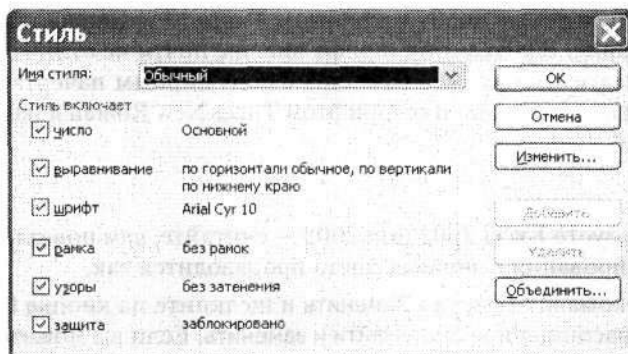 Стиль
Имя стиля: Обычный
ОК
Стиль включает
Отмена
число Основной
Изменить...
выравнивание по горизонтали обычное, по вертикали
по нижнему краю
шрифт Arial Cyr 10
Добавить
Удалить
рамка без рамок
узоры без затенения
Объединить...
защита заблокировано